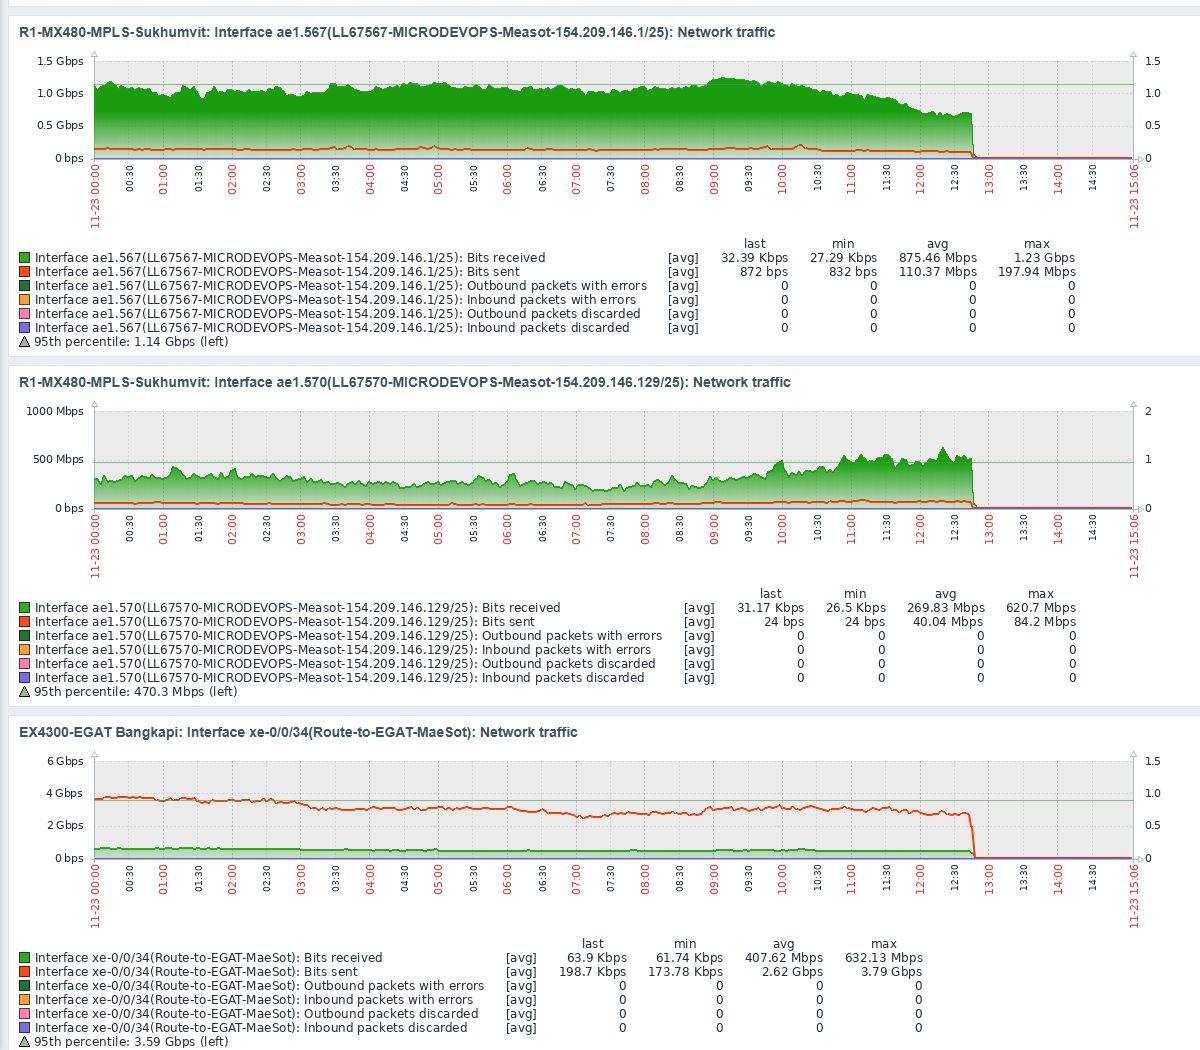 R1-MX480-MPLS-Sukhumvit: Interface ae1.567(LL67567-MICRODEVOPS-Measot-154.209.146.1/25): Network traffic
1.5 Gbps 1.5
1.0 Gbps 1.0
0.5 Gbps 0.5
0 bps 0
11-23 00:00 00:30 01:00 01:30 02:00 02:30 03:00 03:30 04:00 04:30 05:00 05:30 06:00 06:30 07:00 07:30 08:00 08:30 09:00 09:30 10:00 10:30 11:00 11:30 12:00 12:30 13:00 13:30 14:00 14:30 11-23 15:06
last min avg max
Interface ae1.567(LL67567-MICRODEVOPS-Measot-154.209.146.1/25): Bits received [avg] 32.39 Kbps 27.29 Kbps 875.46 Mbps 1.23 Gbps
Interface ae1.567(LL67567-MICRODEVOPS-Measot-154.209.146.1/25): Bits sent [avg] 872 bps 832 bps 110.37 Mbps 197.94 Mbps
Interface ae1.567(LL67567-MICRODEVOPS-Measot-154.209.146.1/25): Outbound packets with errors [avg] 0 0 0 0
Interface ae1.567(LL67567-MICRODEVOPS-Measot-154.209.146.1/25): Inbound packets with errors [avg] 0 0 0 0
Interface ae1.567(LL67567-MICRODEVOPS-Measot-154.209.146.1/25): Outbound packets discarded [avg] 0 0 0 0
Interface ae1.567(LL67567-MICRODEVOPS-Measot-154.209.146.1/25): Inbound packets discarded [avg] 0 0 0 0
95th percentile: 1.14 Gbps (left)
R1-MX480-MPLS-Sukhumvit: Interface ae1.570(LL67570-MICRODEVOPS-Measot-154.209.146.129/25): Network traffic
1000 Mbps 2
500 Mbps 1
0 bps 0
11-23 00:00 00:30 01:00 01:30 02:00 02:30 03:00 03:30 04:00 04:30 05:00 05:30 06:00 06:30 07:00 07:30 08:00 08:30 09:00 09:30 10:00 10:30 11:00 11:30 12:00 12:30 13:00 13:30 14:00 14:30 11-23 15:06
last min avg max
Interface ae1.570(LL67570-MICRODEVOPS-Measot-154.209.146.129/25): Bits received [avg] 31.17 Kbps 26.5 Kbps 269.83 Mbps 620.7 Mbps
Interface ae1.570(LL67570-MICRODEVOPS-Measot-154.209.146.129/25): Bits sent [avg] 24 bps 24 bps 40.04 Mbps 84.2 Mbps
Interface ae1.570(LL67570-MICRODEVOPS-Measot-154.209.146.129/25): Outbound packets with errors [avg] 0 0 0 0
Interface ae1.570(LL67570-MICRODEVOPS-Measot-154.209.146.129/25): Inbound packets with errors [avg] 0 0 0 0
Interface ae1.570(LL67570-MICRODEVOPS-Measot-154.209.146.129/25): Outbound packets discarded [avg] 0 0 0 0
Interface ae1.570(LL67570-MICRODEVOPS-Measot-154.209.146.129/25): Inbound packets discarded [avg] 0 0 0 0
95th percentile: 470.3 Mbps (left)
EX4300-EGAT Bangkapi: Interface xe-0/0/34(Route-to-EGAT-MaeSot): Network traffic
6 Gbps 1.5
4 Gbps 1.0
2 Gbps 0.5
0 bps 0
11-23 00:00 00:30 01:00 01:30 02:00 02:30 03:00 03:30 04:00 04:30 05:00 05:30 06:00 06:30 07:00 07:30 08:00 08:30 09:00 09:30 10:00 10:30 11:00 11:30 12:00 12:30 13:00 13:30 14:00 14:30 11-23 15:06
last min avg max
Interface xe-0/0/34(Route-to-EGAT-MaeSot): Bits received [avg] 63.9 Kbps 61.74 Kbps 407.62 Mbps 632.13 Mbps
Interface xe-0/0/34(Route-to-EGAT-MaeSot): Bits sent [avg] 198.7 Kbps 173.78 Kbps 2.62 Gbps 3.79 Gbps
Interface xe-0/0/34(Route-to-EGAT-MaeSot): Outbound packets with errors [avg] 0 0 0 0
Interface xe-0/0/34(Route-to-EGAT-MaeSot): Inbound packets with errors [avg] 0 0 0 0
Interface xe-0/0/34(Route-to-EGAT-MaeSot): Outbound packets discarded [avg] 0 0 0 0
Interface xe-0/0/34(Route-to-EGAT-MaeSot): Inbound packets discarded [avg] 0 0 0 0
95th percentile: 3.59 Gbps (left)